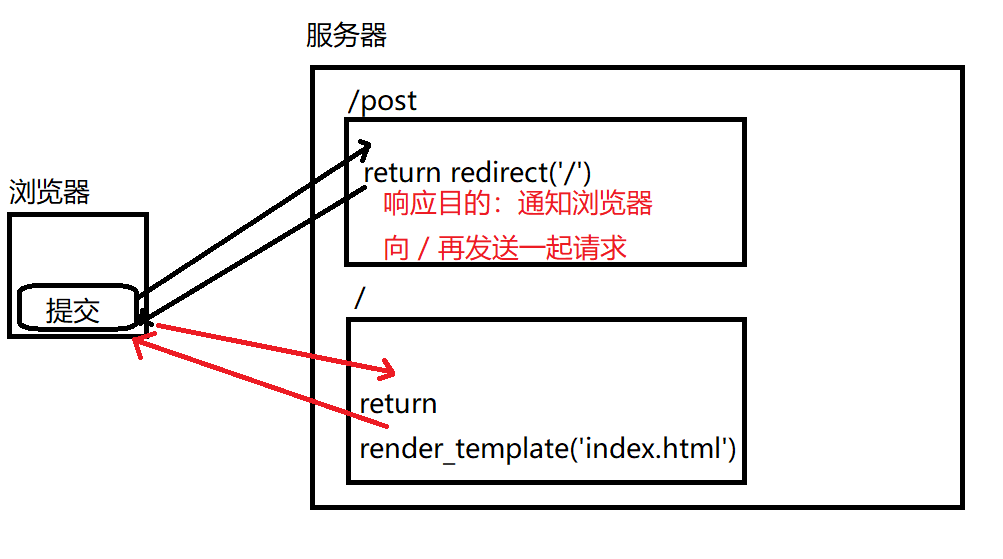 服务器
/post
return redirect('/')
响应目的：通知浏览器
向 / 再发送一起请求
浏览器
提交
/
return
render_template('index.html')